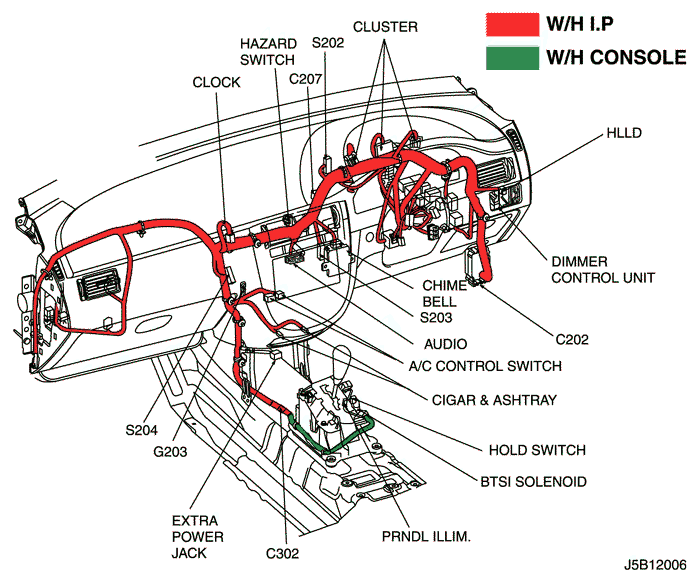 W/H I.P
W/H CONSOLE
CLUSTER
S202
HAZARD
SWITCH
C207
CLOCK
HLLD
DIMMER
CONTROL UNIT
CHIME
BELL
S203
C202
AUDIO
A/C CONTROL SWITCH
CIGAR & ASHTRAY
S204
G203
HOLD SWITCH
BTSI SOLENOID
EXTRA
POWER
JACK
C302
PRNDL ILLIM.
J5B12006